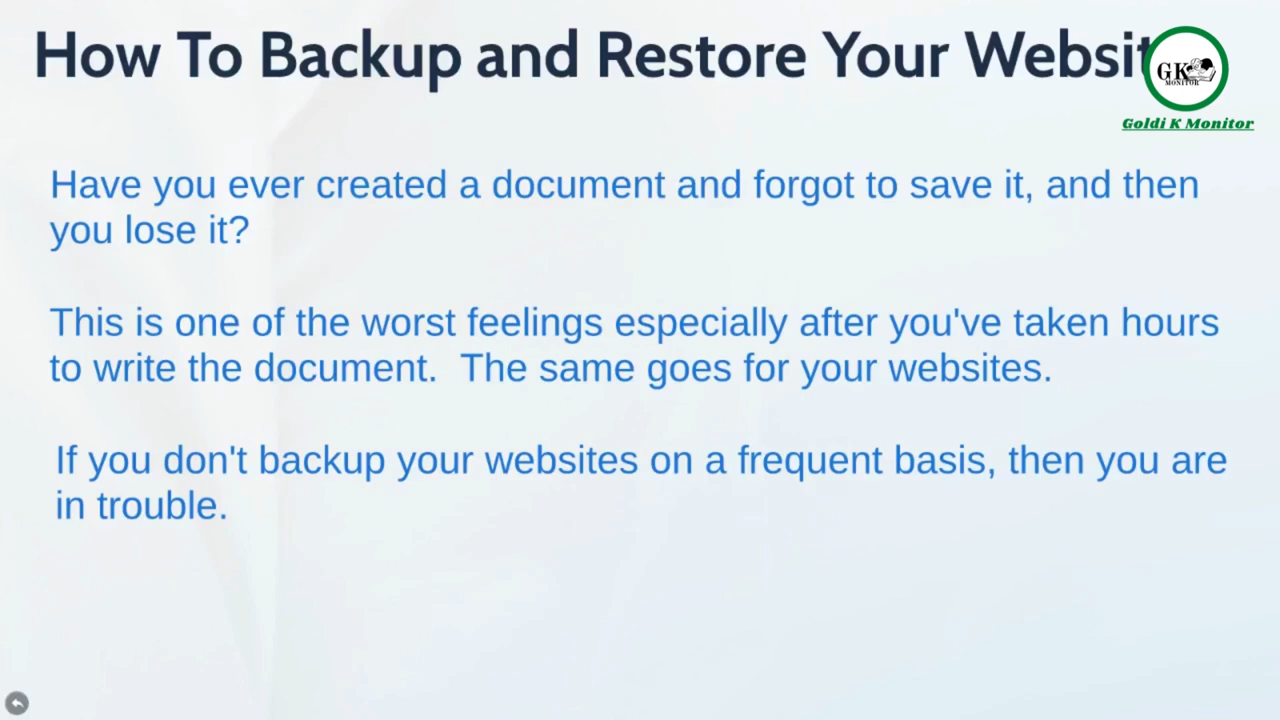 How To Backup and Restore Your Websit
GK
MONITOR
Goldi K Monitor
Have you ever created a document and forgot to save it, and then
you lose it?
This is one of the worst feelings especially after you've taken hours
to write the document.  The same goes for your websites.
If you don't backup your websites on a frequent basis, then you are
in trouble.